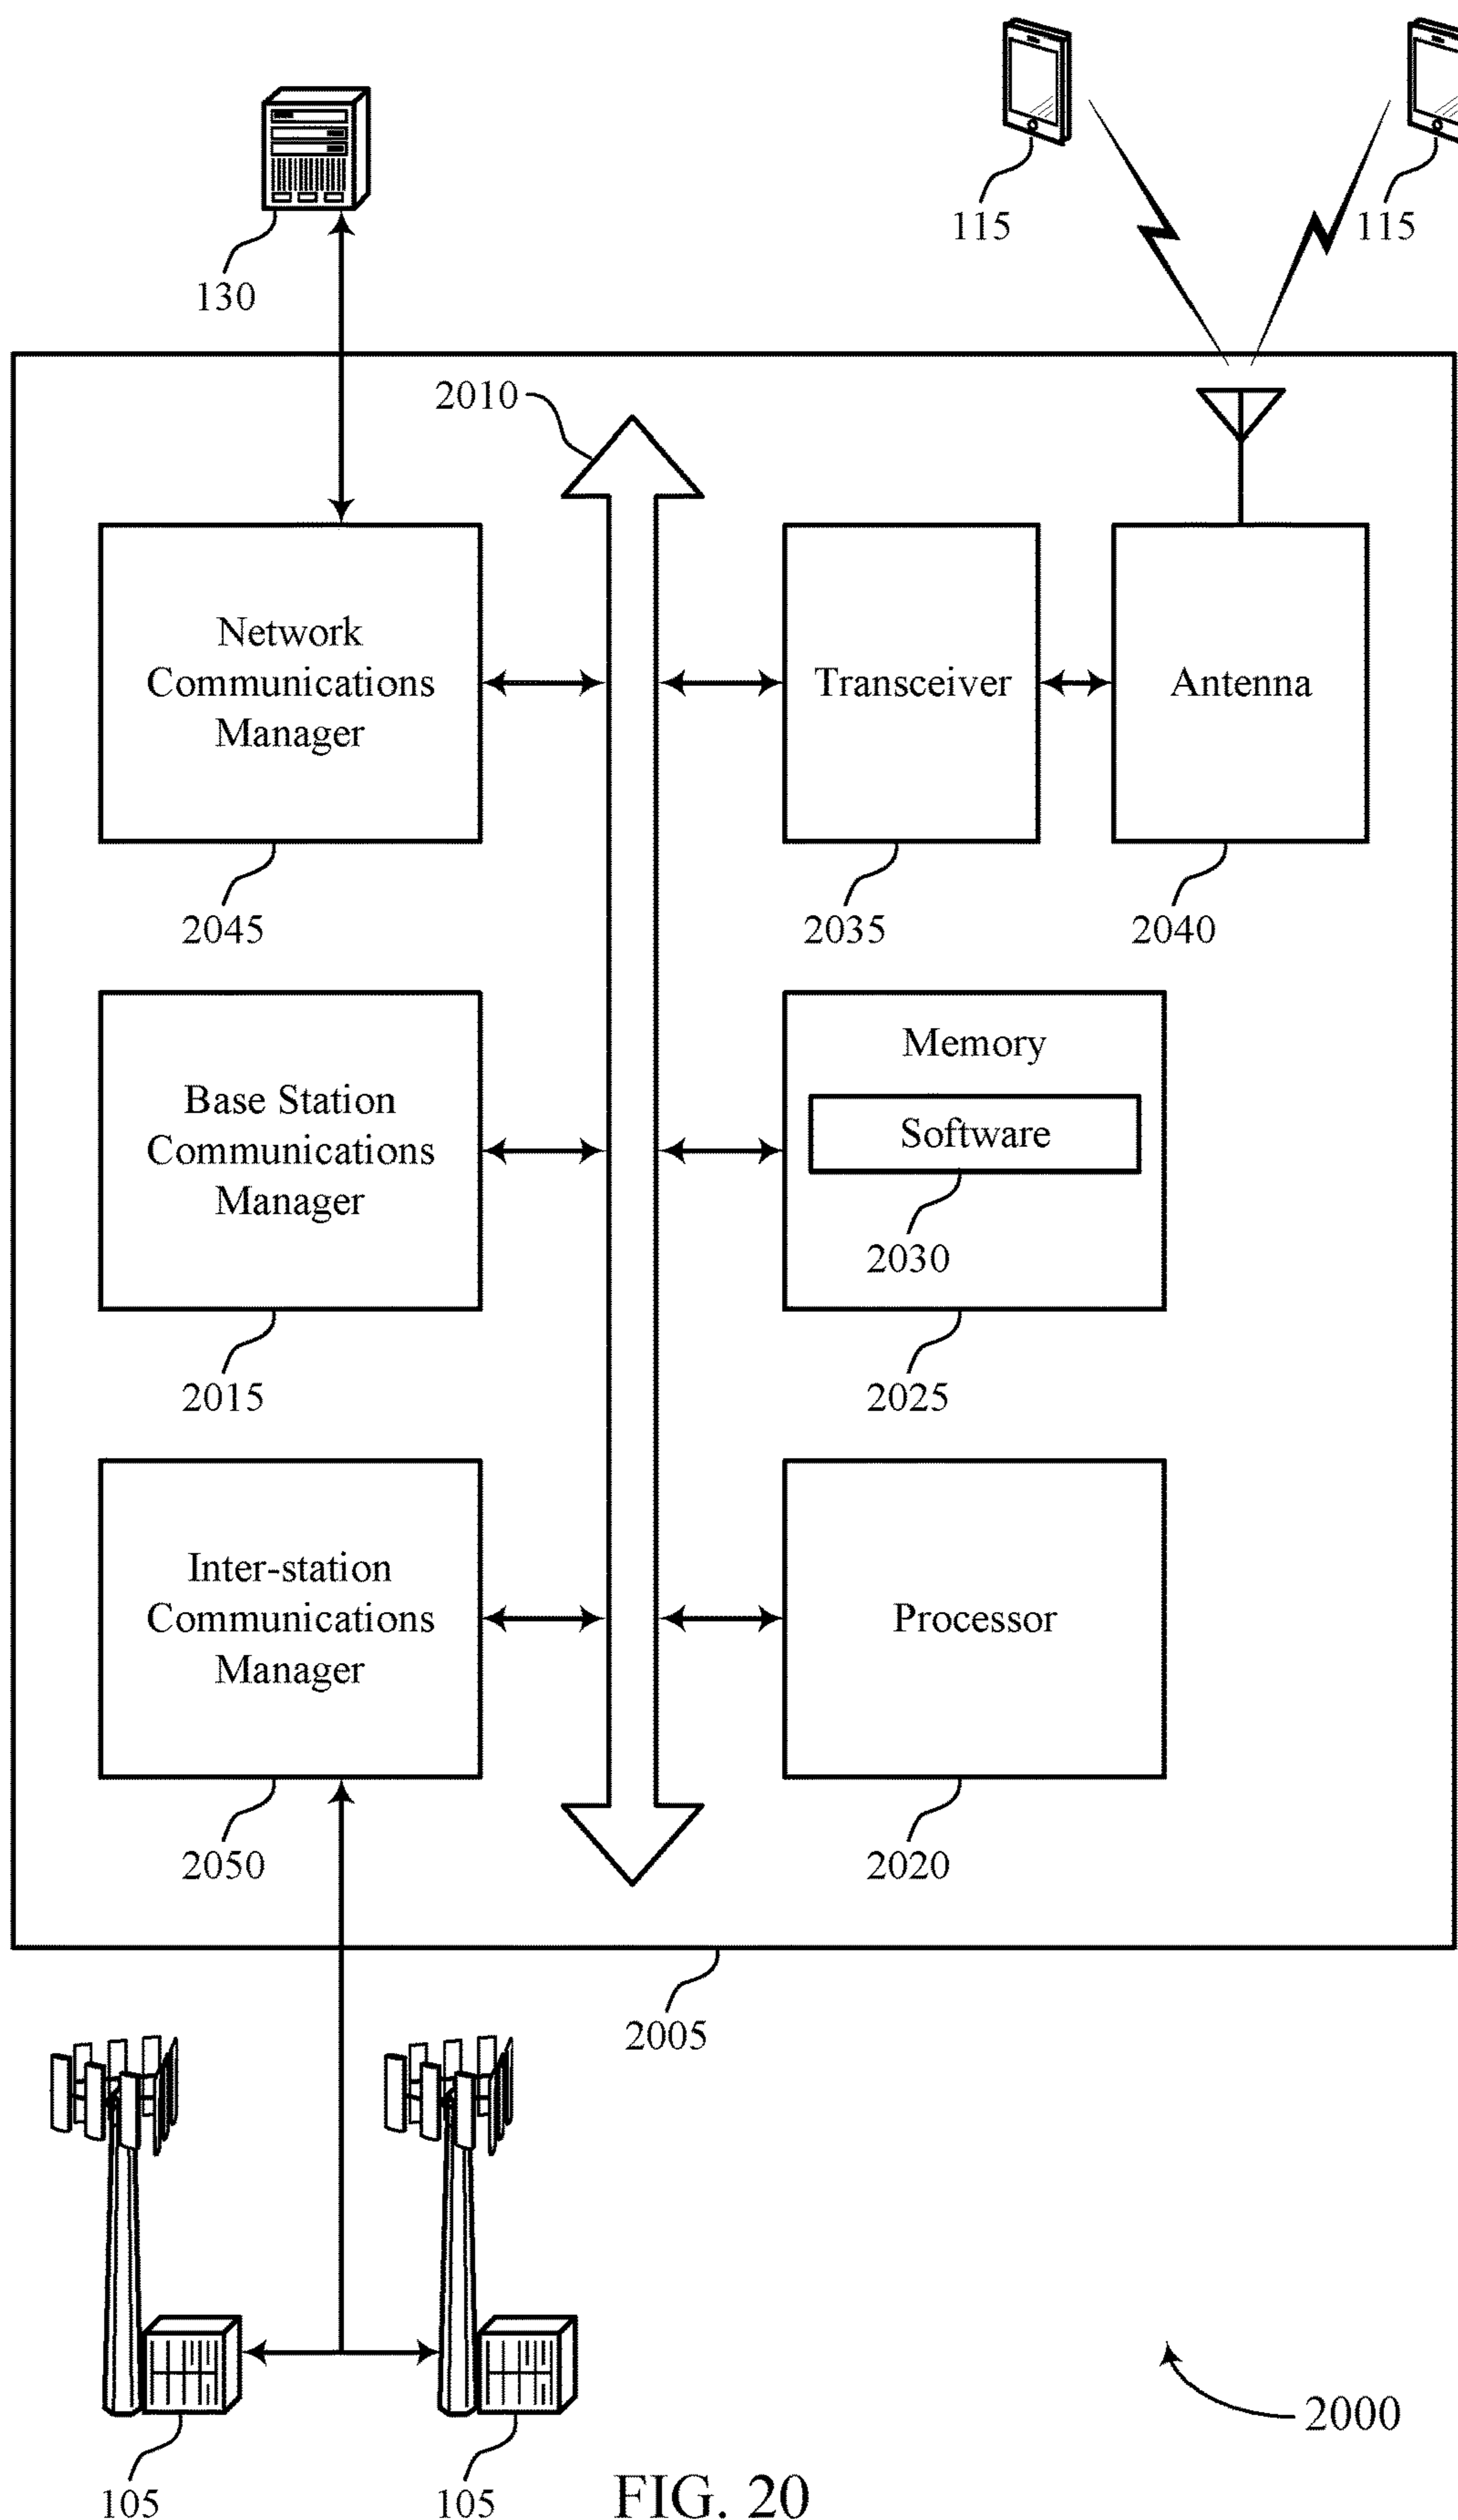 115
115
130
2010
Network
Communications
Manager
Transceiver
Antenna
2045
2035
2040
Base Station
Communications
Manager
Memory
Software
2030
2015
2025
Inter-station
Communications
Manager
Processor
2050
2020
2005
2000
105
105
FIG. 20